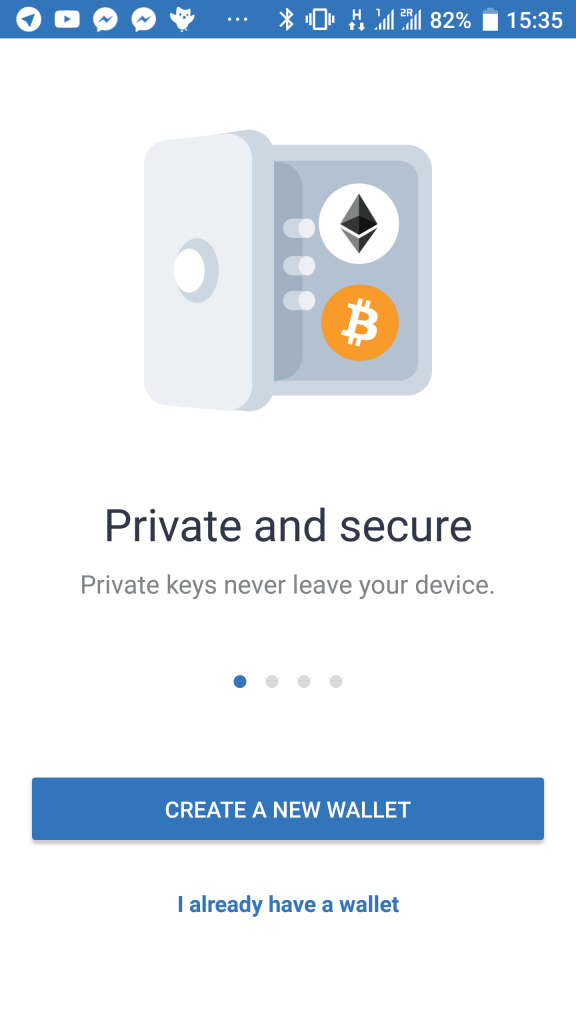 82% 15:35
Private and secure
Private keys never leave your device.
CREATE A NEW WALLET
I already have a wallet